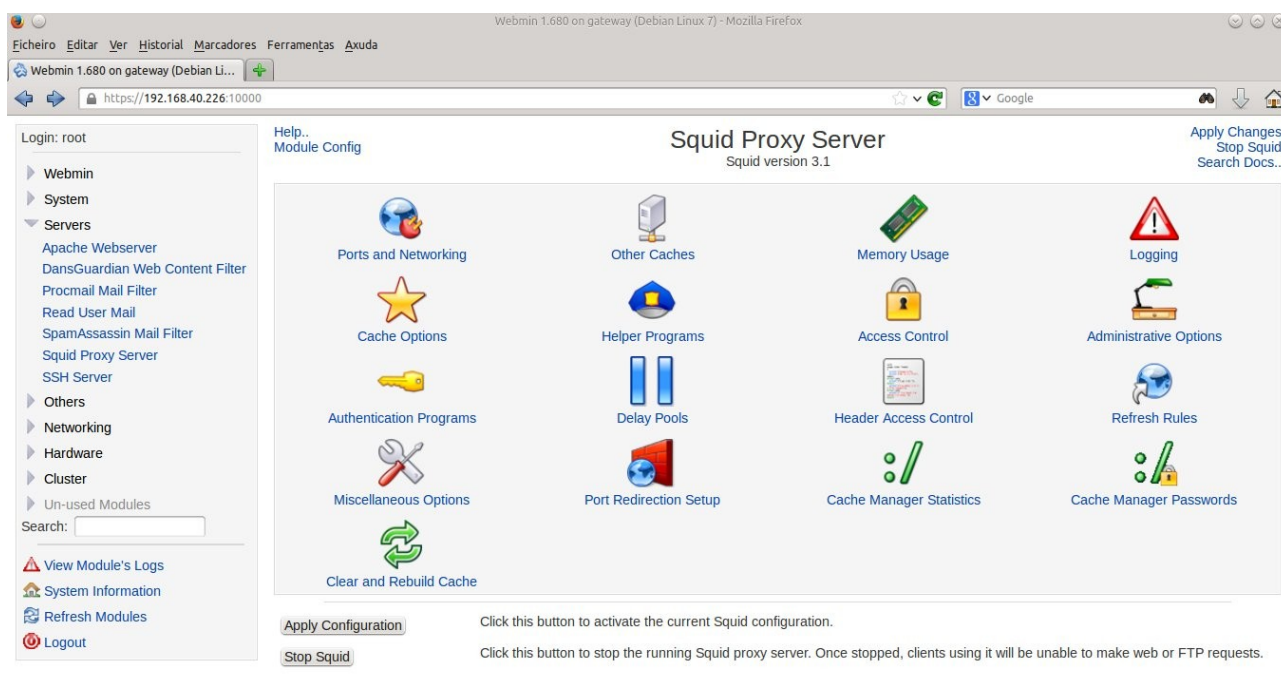 Webmin 1.680 on gateway (Debian Linux 7) - Mozilla Firefox
Ficheiro Editar Ver Historial Marcadores Ferramentas Axuda
Webmin 1.680 on gateway (Debian Li...
https://192.168.40.226:10000
Google
Login: root
Webmin
System
Servers
Apache Webserver
DansGuardian Web Content Filter
Procmail Mail Filter
Read User Mail
SpamAssassin Mail Filter
Squid Proxy Server
SSH Server
Others
Networking
Hardware
Cluster
Un-used Modules
Search:
View Module's Logs
System Information
Refresh Modules
Logout
Help..
Module Config
Squid Proxy Server
Squid version 3.1
Apply Changes
Stop Squid
Search Docs..
Ports and Networking
Other Caches
Memory Usage
Logging
Cache Options
Helper Programs
Access Control
Administrative Options
Authentication Programs
Delay Pools
Header Access Control
Refresh Rules
Miscellaneous Options
Port Redirection Setup
Cache Manager Statistics
Cache Manager Passwords
Clear and Rebuild Cache
Apply Configuration
Click this button to activate the current Squid configuration.
Stop Squid
Click this button to stop the running Squid proxy server. Once stopped, clients using it will be unable to make web or FTP requests.